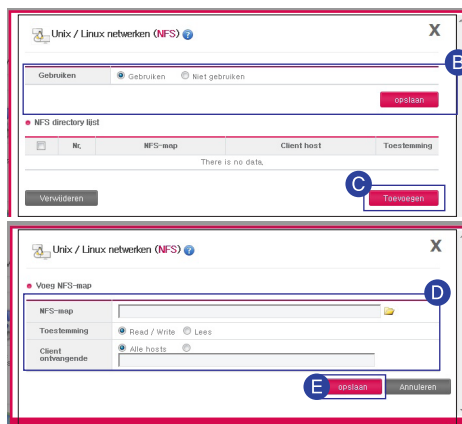 Unix / Linux netwerken (NFS) ?
X
B
Gebruiken Gebruiken Niet gebruiken
opslaan
NFS directory lijst
Nr. NFS-map Client host Toestemming
There is no data.
C
Verwijderen Toevoegen
Unix / Linux netwerken (NFS) ?
X
Voeg NFS-map
D
NFS-map
Toestemming Read / Write Lees
Client ontvangende Alle hosts
E
opslaan Annuleren